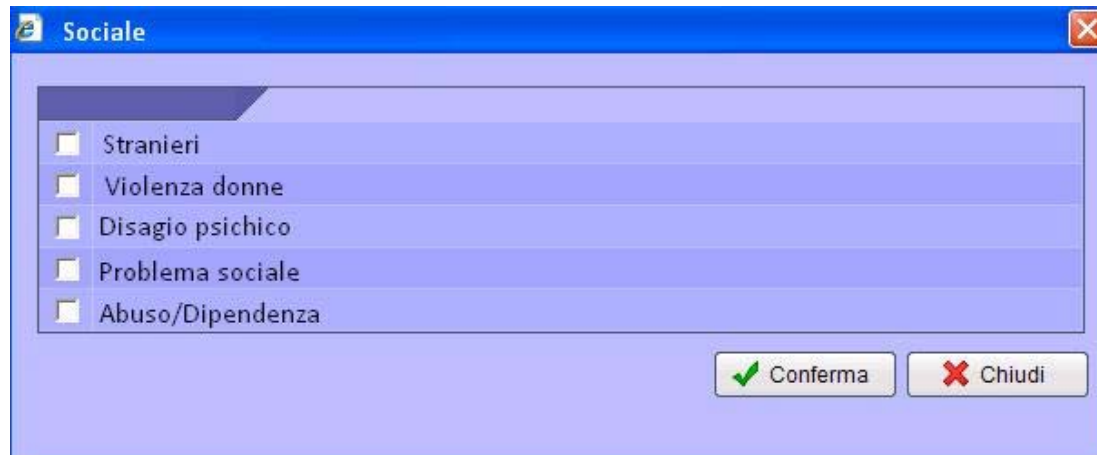 Sociale
Stranieri
Violenza donne
Disagio psichico
Problema sociale
Abuso/Dipendenza
Conferma Chiudi